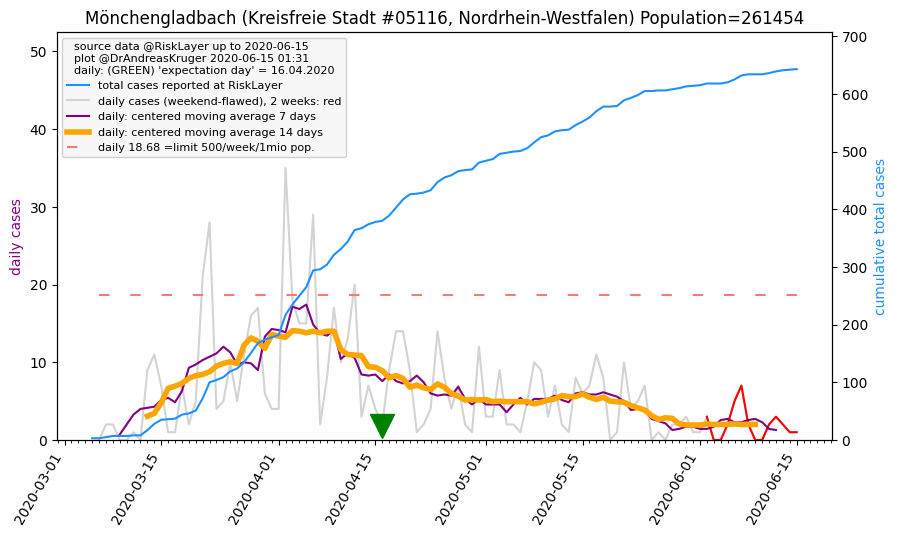 Mönchengladbach (Kreisfreie Stadt #05116, Nordrhein-Westfalen) Population=261454
source data @RiskLayer up to 2020-06-15
plot @DrAndreasKruger 2020-06-15 01:31
daily: (GREEN) 'expectation day' = 16.04.2020
total cases reported at RiskLayer
daily cases (weekend-flawed), 2 weeks: red
daily: centered moving average 7 days
daily: centered moving average 14 days
daily 18.68 =limit 500/week/1mio pop.
daily cases
50
40
30
20
10
0
cumulative total cases
700
600
500
400
300
200
100
0
2020-03-01
2020-03-15
2020-04-01
2020-04-15
2020-05-01
2020-05-15
2020-06-01
2020-06-15